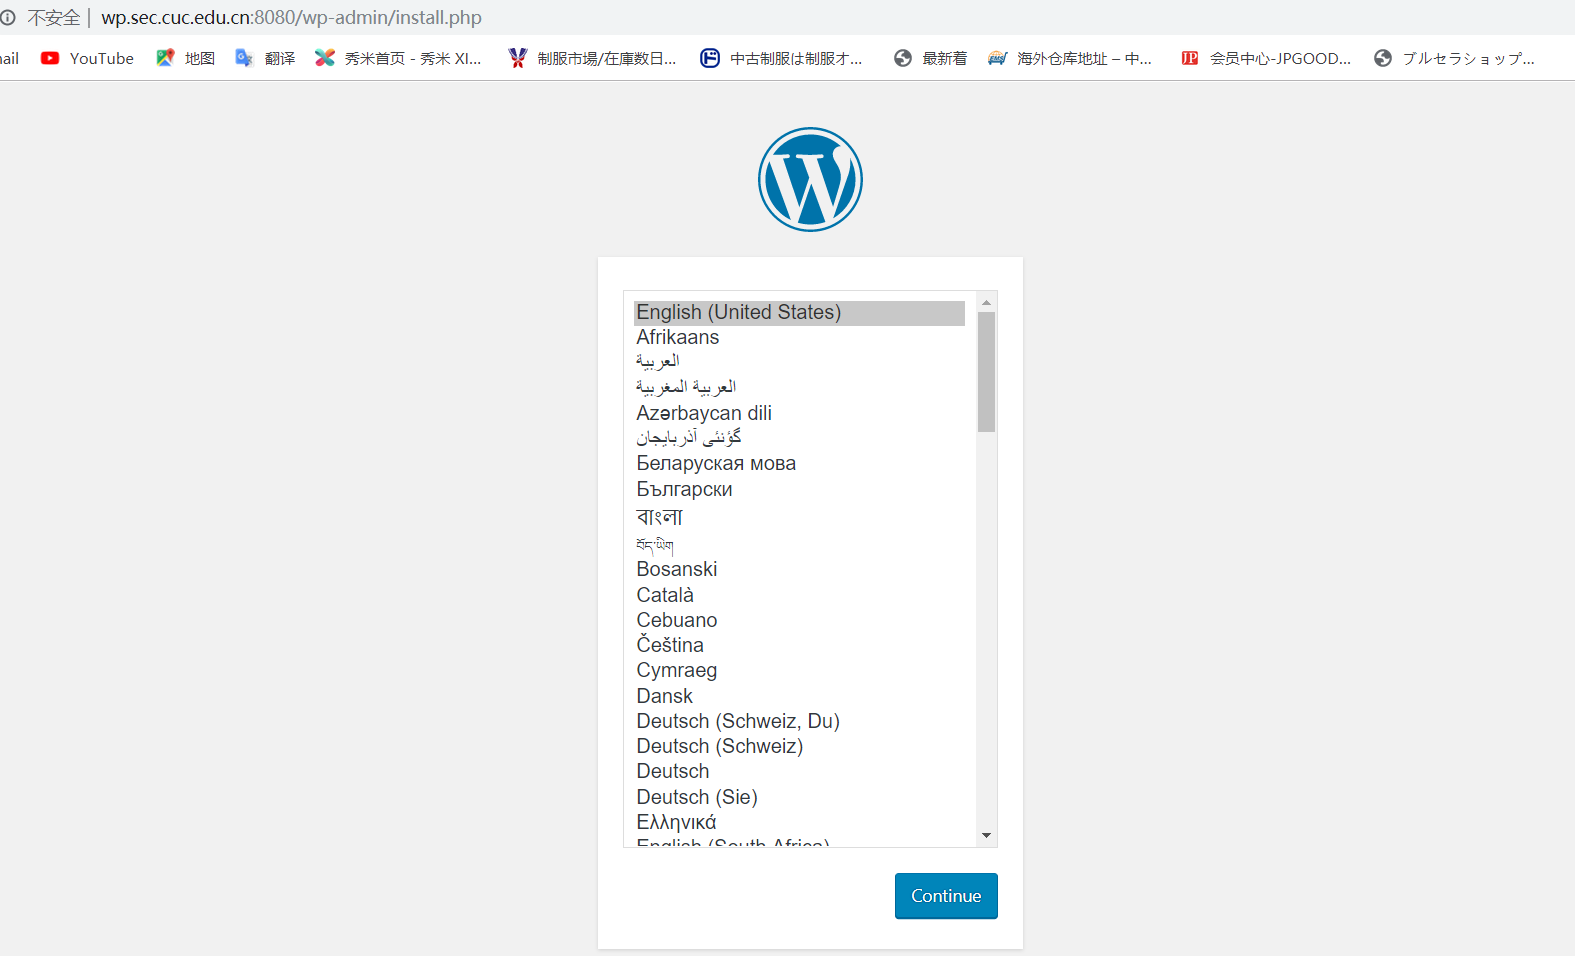 不安全 | wp.sec.cuc.edu.cn:8080/wp-admin/install.php
ail YouTube 地图 翻译 秀米首页 - 秀米 XI... 制服市場/在庫数日... 中古制服は制服オ... 最新着 海外仓库地址 – 中... 会员中心-JPGOOD... ブルセラショップ...
English (United States)
Afrikaans
العربية
العربية المغربية
Azərbaycan dili
گؤنئی آذربایجان
Беларуская мова
Български
বাংলা
བོད་ཡིག
Bosanski
Català
Cebuano
Čeština
Cymraeg
Dansk
Deutsch (Schweiz, Du)
Deutsch (Schweiz)
Deutsch
Deutsch (Sie)
Ελληνικά
English (South Africa)
Continue